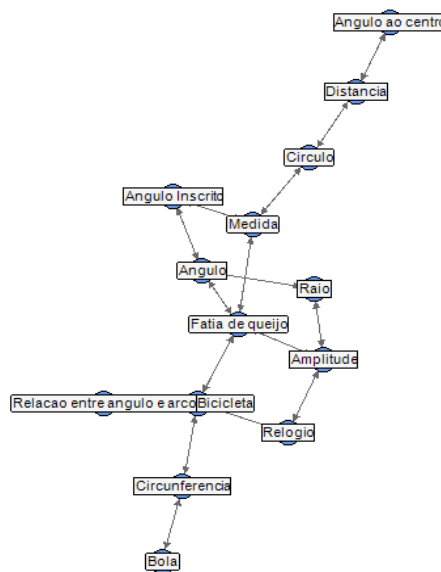 Angulo ao centro
Distancia
Circulo
Angulo Inscrito
Medida
Angulo
Raio
Fatia de queijo
Amplitude
Relacao entre angulo e arco
Bicicleta
Relogio
Circunferencia
Bola